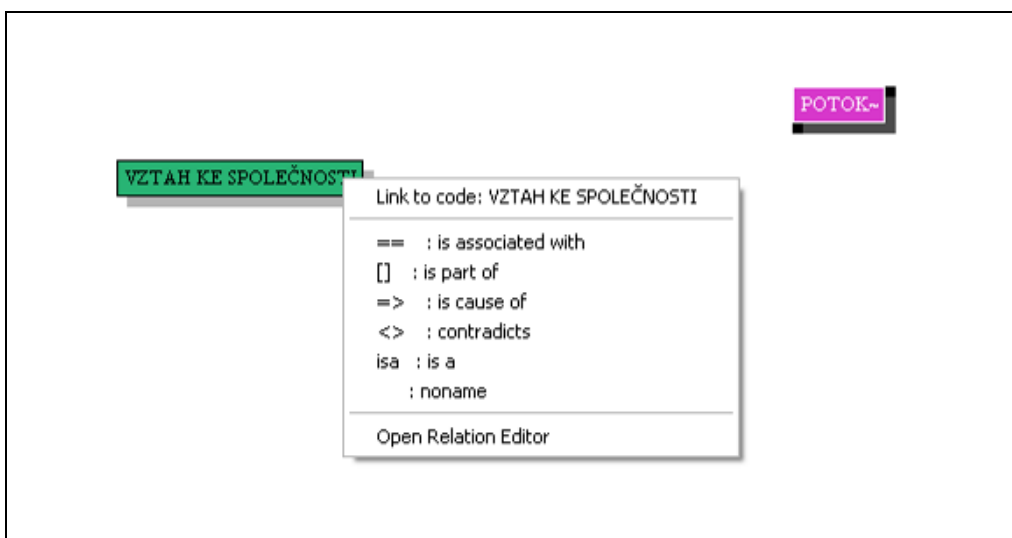 POTOK~
VZTAH KE SPOLEČNOSTI
Link to code: VZTAH KE SPOLEČNOSTI
== : is associated with
[] : is part of
=> : is cause of
<> : contradicts
isa : is a
: noname
Open Relation Editor